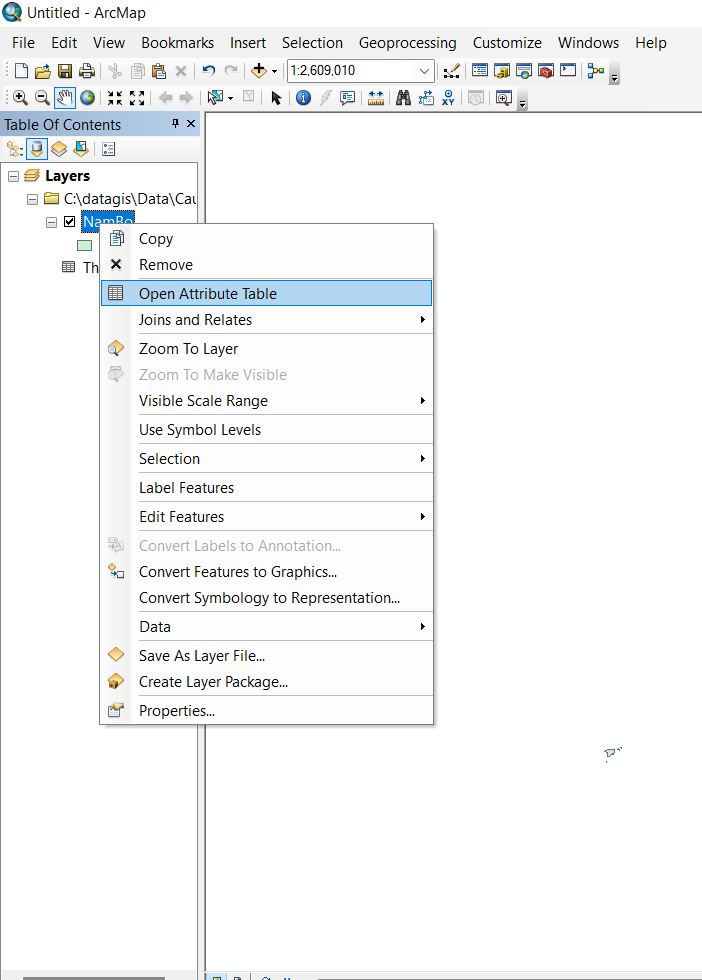 Untitled - ArcMap
File Edit View Bookmarks Insert Selection Geoprocessing Customize Windows Help
1:2,609,010
XY
Table Of Contents
Layers
C:\datagis\Data\Cau
NamBo
Th
Copy
Remove
Open Attribute Table
Joins and Relates
Zoom To Layer
Zoom To Make Visible
Visible Scale Range
Use Symbol Levels
Selection
Label Features
Edit Features
Convert Labels to Annotation...
Convert Features to Graphics...
Convert Symbology to Representation...
Data
Save As Layer File...
Create Layer Package...
Properties...